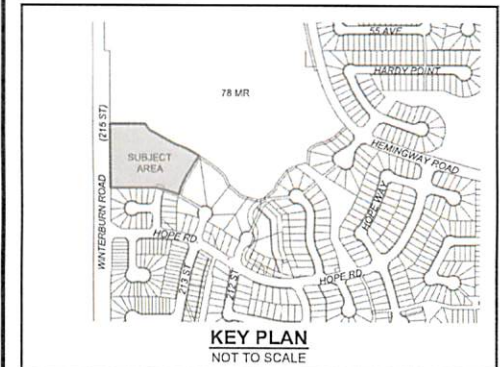 55 AVE
HARDY POINT
78 MR
(215 ST)
HEMINGWAY ROAD
SUBJECT
AREA
WINTERBURN ROAD
HOPE WAY
HOPE RD.
HOPE RD.
213 ST
212 ST
KEY PLAN
NOT TO SCALE